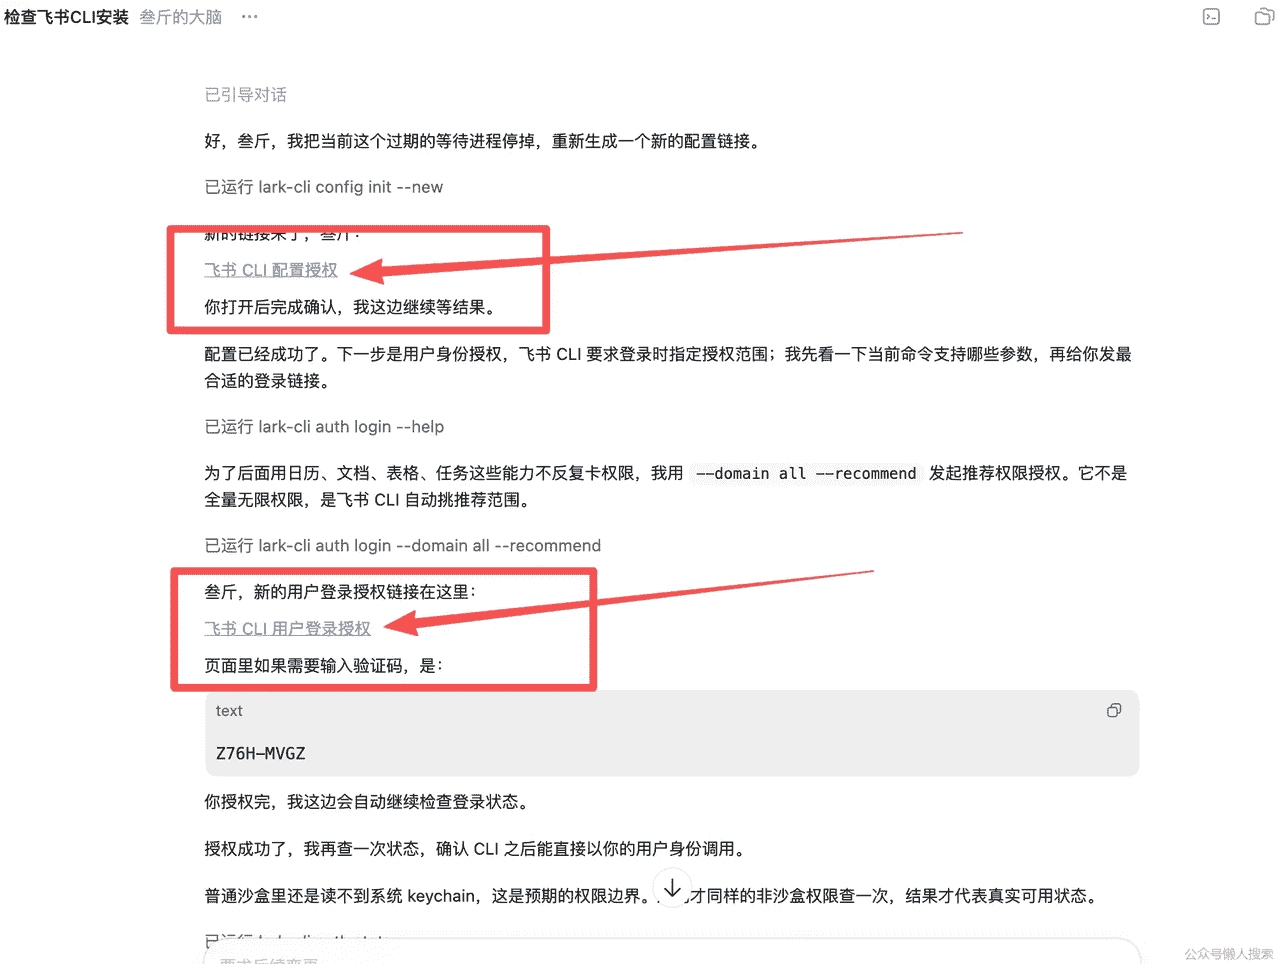 检查飞书CLI安装 叁斤的大脑 ···
已引导对话
好，叁斤，我把当前这个过期的等待进程停掉，重新生成一个新的配置链接。
已运行 lark-cli config init --new
新的链接来了，叁斤：
飞书 CLI 配置授权
你打开后完成确认，我这边继续等结果。
配置已经成功了。下一步是用户身份授权，飞书 CLI 要求登录时指定授权范围；我先看一下当前命令支持哪些参数，再给你发最
合适的登录链接。
已运行 lark-cli auth login --help
为了后面用日历、文档、表格、任务这些能力不反复卡权限，我用 --domain all --recommend 发起推荐权限授权。它不是
全量无限权限，是飞书 CLI 自动挑推荐范围。
已运行 lark-cli auth login --domain all --recommend
叁斤，新的用户登录授权链接在这里：
飞书 CLI 用户登录授权
页面里如果需要输入验证码，是：
text
Z76H-MVGZ
你授权完，我这边会自动继续检查登录状态。
授权成功了，我再查一次状态，确认 CLI 之后能直接以你的用户身份调用。
普通沙盒里还是读不到系统 keychain，这是预期的权限边界。才同样的非沙盒权限查一次，结果才代表真实可用状态。
公众号懒人搜索